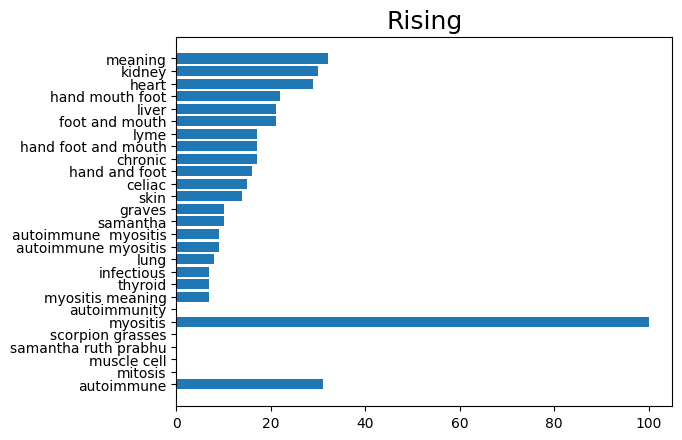 Rising
meaning
kidney
heart
hand mouth foot
liver
foot and mouth
lyme
hand foot and mouth
chronic
hand and foot
celiac
skin
graves
samantha
autoimmune  myositis
autoimmune myositis
lung
infectious
thyroid
myositis meaning
autoimmunity
myositis
scorpion grasses
samantha ruth prabhu
muscle cell
mitosis
autoimmune
0 20 40 60 80 100